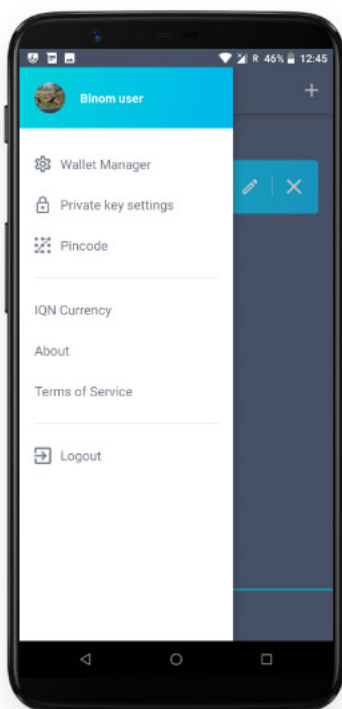 R 46% 12:45
Binom user
Wallet Manager
Private key settings
Pincode
IQN Currency
About
Terms of Service
Logout